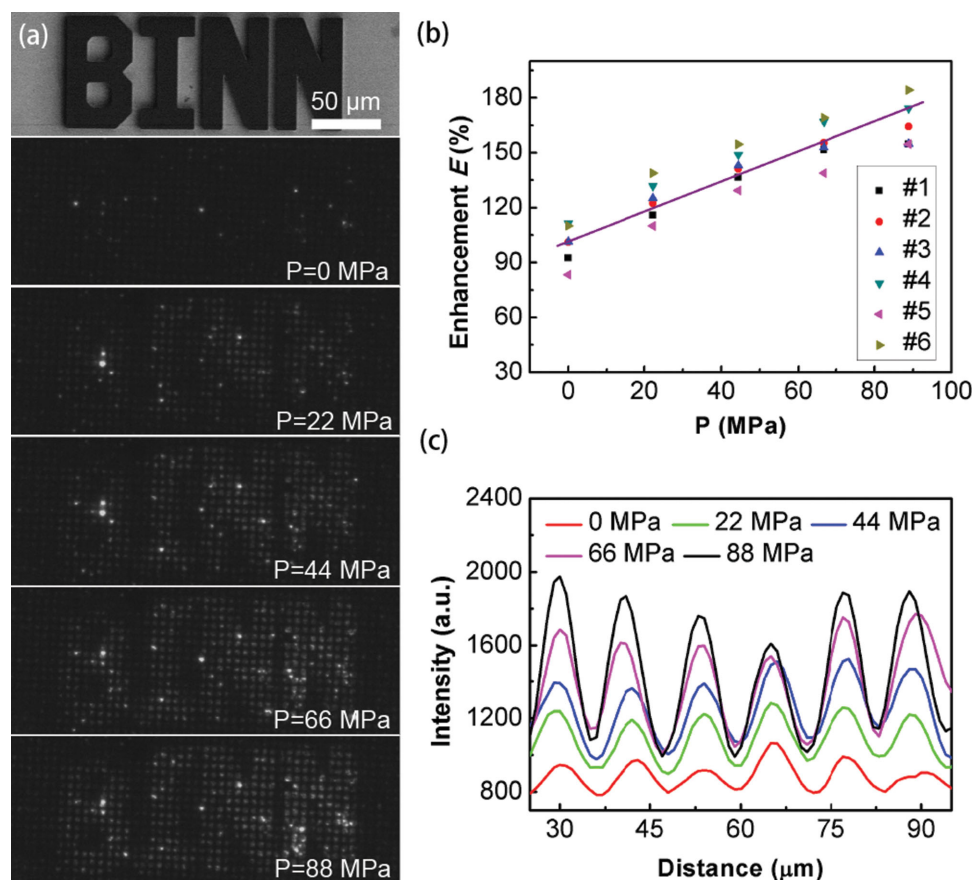 (a)
BINN
50 μm
P=0 MPa
P=22 MPa
P=44 MPa
P=66 MPa
P=88 MPa
(b)
Enhancement E (%)
180
150
120
90
60
30
0 20 40 60 80 100
P (MPa)
#1
#2
#3
#4
#5
#6
(c)
Intensity (a.u.)
2400
2000
1600
1200
800
0 MPa 22 MPa 44 MPa
66 MPa 88 MPa
30 45 60 75 90
Distance (μm)